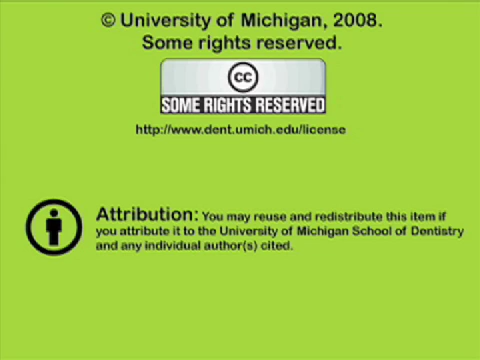 © University of Michigan, 2008.
Some rights reserved.
cc
SOME RIGHTS RESERVED
http://www.dent.umich.edu/license
Attribution: You may reuse and redistribute this item if
you attribute it to the University of Michigan School of Dentistry
and any individual author(s) cited.